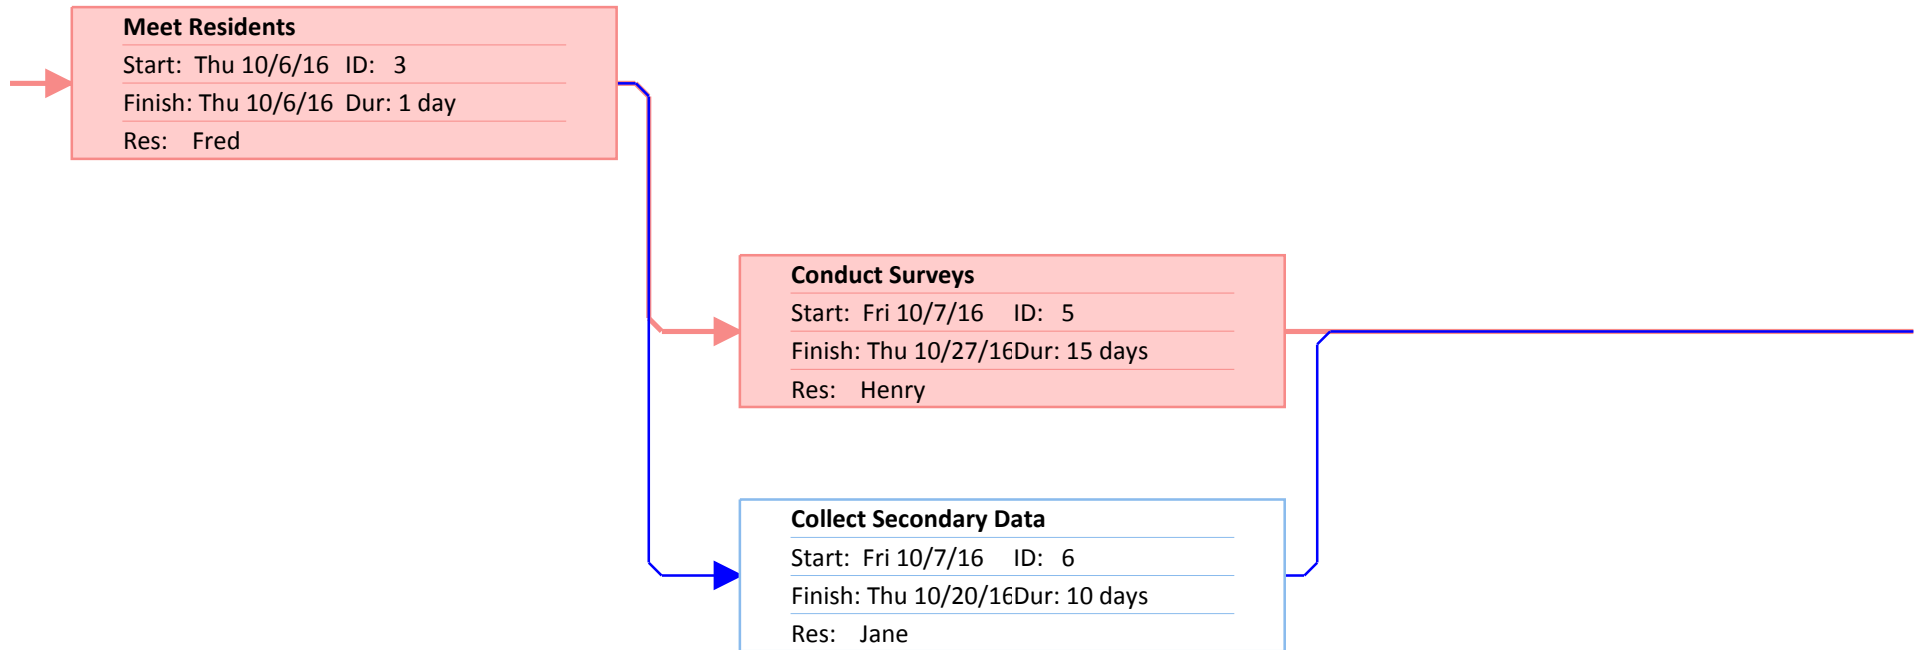 Meet Residents
Start: Thu 10/6/16 ID: 3
Finish: Thu 10/6/16 Dur: 1 day
Res: Fred
Conduct Surveys
Start: Fri 10/7/16 ID: 5
Finish: Thu 10/27/16Dur: 15 days
Res: Henry
Collect Secondary Data
Start: Fri 10/7/16 ID: 6
Finish: Thu 10/20/16Dur: 10 days
Res: Jane